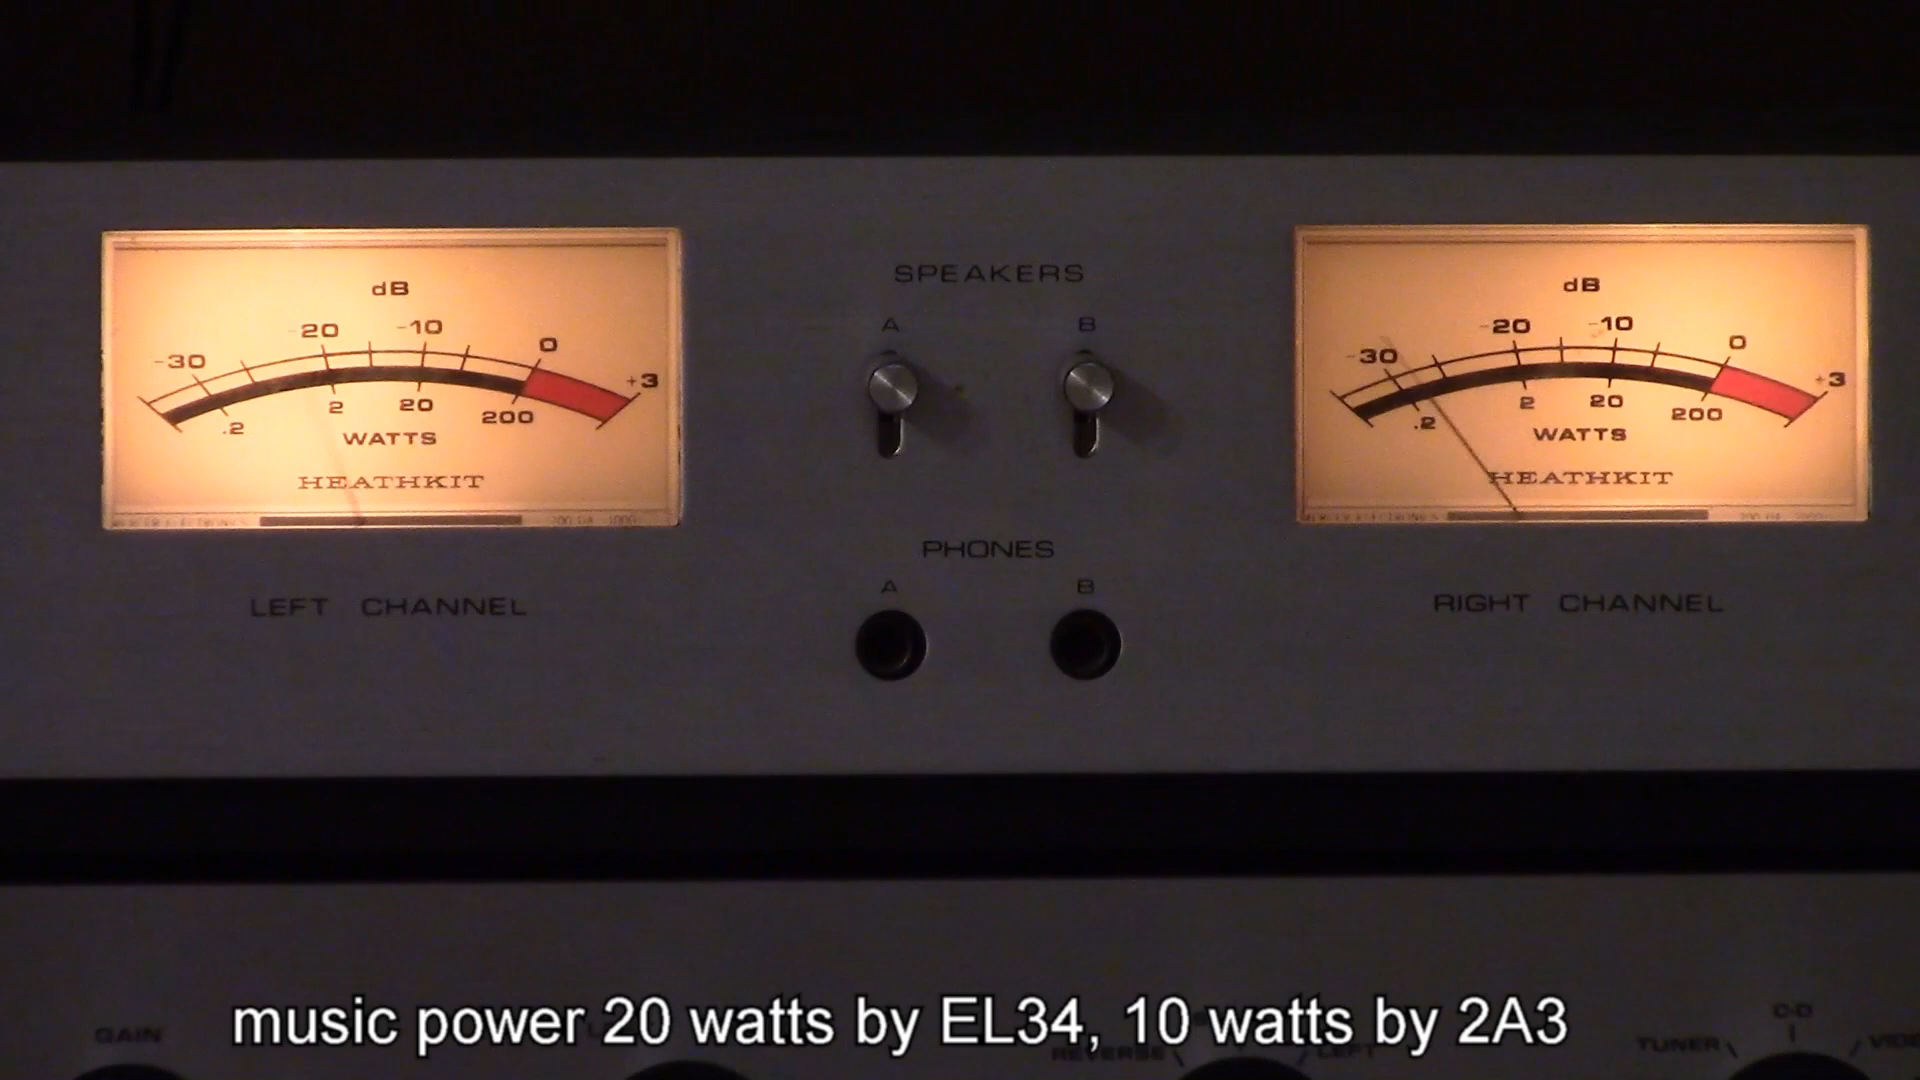 dB
-30 -20 -10 0 +3
.2 2 20 200
WATTS
HEATHKIT
LEFT CHANNEL
SPEAKERS
A B
PHONES
A B
dB
-30 -20 -10 0 +3
.2 2 20 200
WATTS
HEATHKIT
RIGHT CHANNEL
GAIN
REVERSE
LEFT
TUNER
music power 20 watts by EL34, 10 watts by 2A3